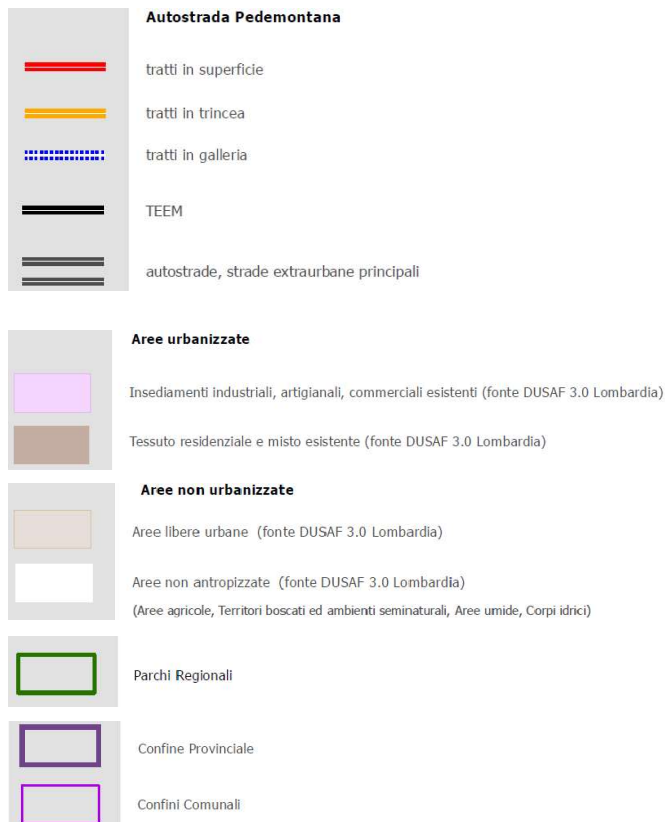 Autostrada Pedemontana
tratti in superficie
tratti in trincea
tratti in galleria
TEEM
autostrade, strade extraurbane principali
Aree urbanizzate
Insediamenti industriali, artigianali, commerciali esistenti (fonte DUSAF 3.0 Lombardia)
Tessuto residenziale e misto esistente (fonte DUSAF 3.0 Lombardia)
Aree non urbanizzate
Aree libere urbane (fonte DUSAF 3.0 Lombardia)
Aree non antropizzate (fonte DUSAF 3.0 Lombardia)
(Aree agricole, Territori boscati ed ambienti seminaturali, Aree umide, Corpi idrici)
Parchi Regionali
Confine Provinciale
Confini Comunali